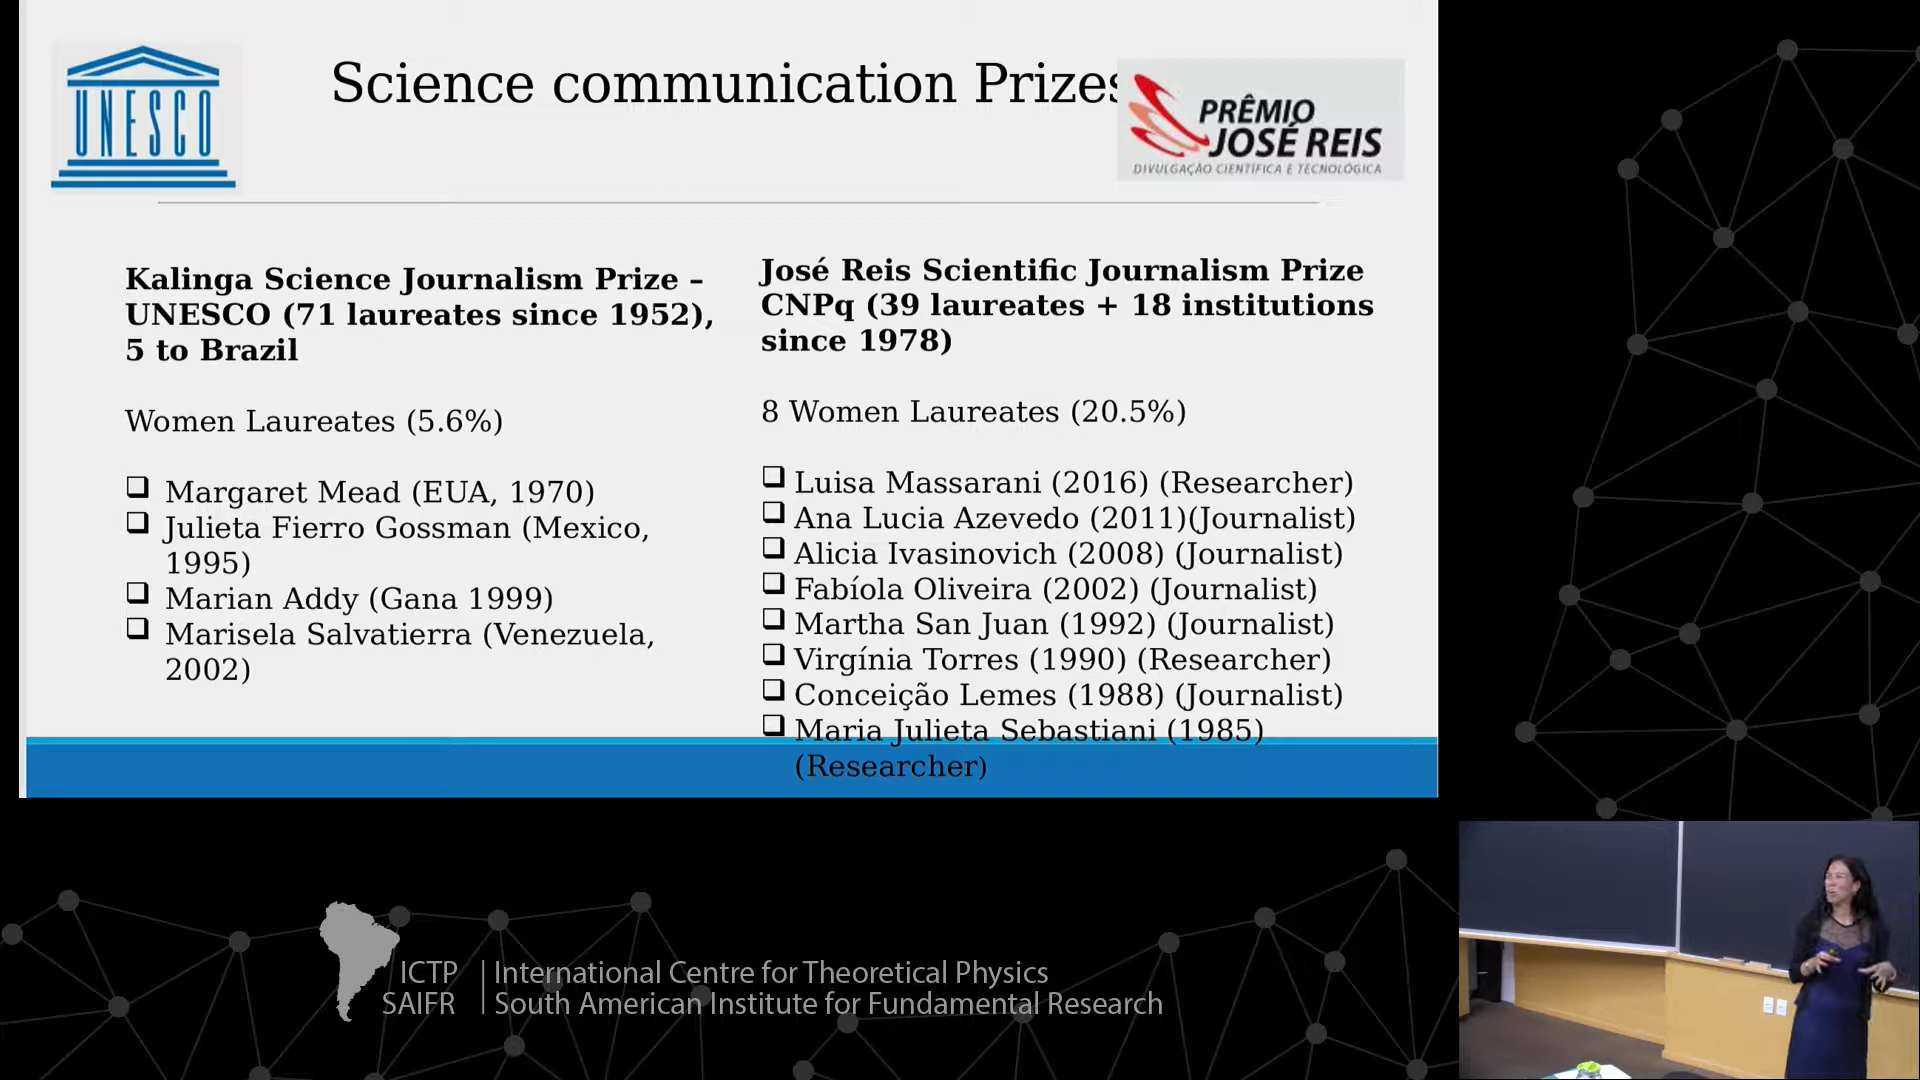 UNESCO
Science communication Prizes
PRÊMIO
JOSÉ REIS
DIVULGAÇÃO CIENTÍFICA E TECNOLÓGICA
Kalinga Science Journalism Prize –
UNESCO (71 laureates since 1952),
5 to Brazil
Women Laureates (5.6%)
Margaret Mead (EUA, 1970)
Julieta Fierro Gossman (Mexico,
1995)
Marian Addy (Gana 1999)
Marisela Salvatierra (Venezuela,
2002)
José Reis Scientific Journalism Prize
CNPq (39 laureates + 18 institutions
since 1978)
8 Women Laureates (20.5%)
Luisa Massarani (2016) (Researcher)
Ana Lucia Azevedo (2011)(Journalist)
Alicia Ivasinovich (2008) (Journalist)
Fabíola Oliveira (2002) (Journalist)
Martha San Juan (1992) (Journalist)
Virgínia Torres (1990) (Researcher)
Conceição Lemes (1988) (Journalist)
Maria Julieta Sebastiani (1985)
(Researcher)
ICTP | International Centre for Theoretical Physics
SAIFR | South American Institute for Fundamental Research